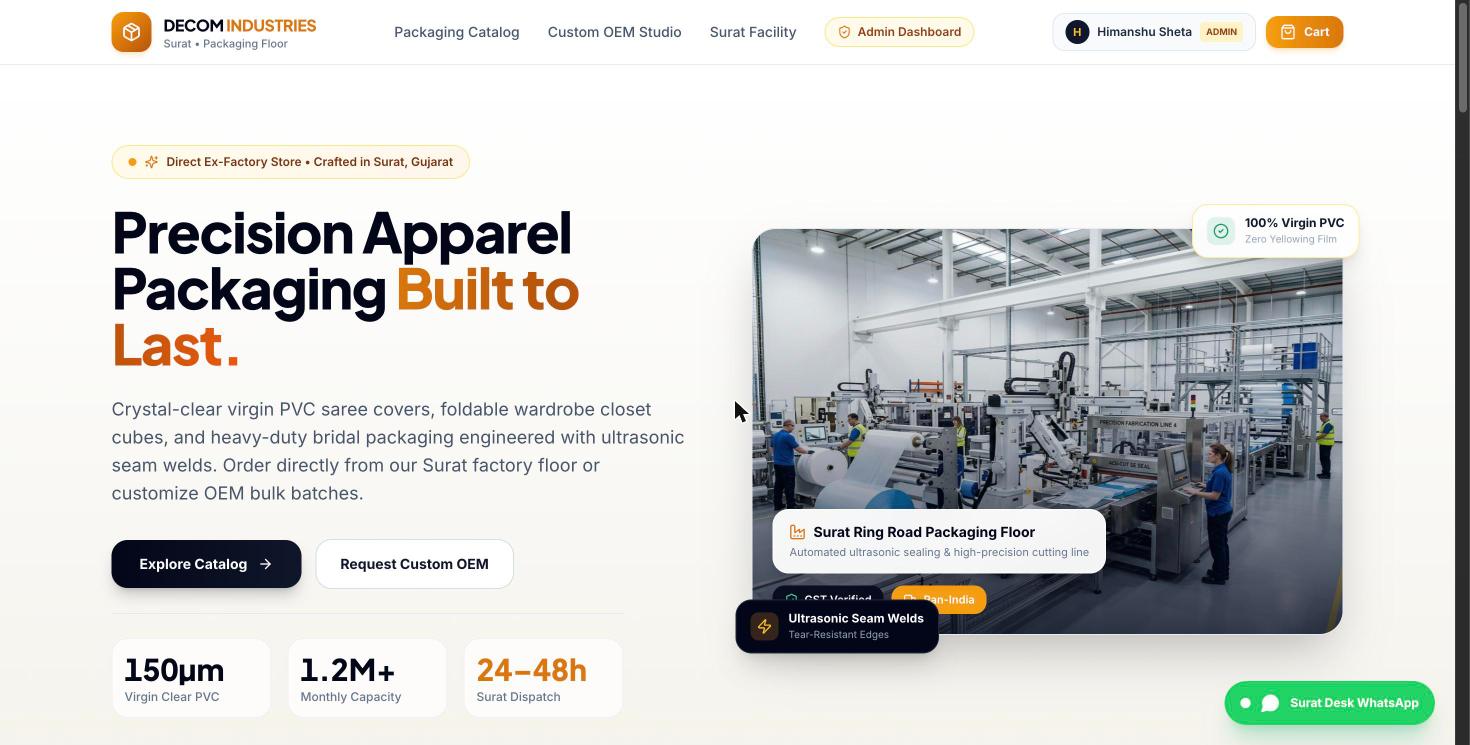 DECOM INDUSTRIES
Surat • Packaging Floor
Packaging Catalog
Custom OEM Studio
Surat Facility
Admin Dashboard
H
Himanshu Sheta
ADMIN
Cart
Direct Ex-Factory Store • Crafted in Surat, Gujarat
Precision Apparel
Packaging Built to
Last.
Crystal-clear virgin PVC saree covers, foldable wardrobe closet
cubes, and heavy-duty bridal packaging engineered with ultrasonic
seam welds. Order directly from our Surat factory floor or
customize OEM bulk batches.
Explore Catalog →
Request Custom OEM
150μm
Virgin Clear PVC
1.2M+
Monthly Capacity
24–48h
Surat Dispatch
100% Virgin PVC
Zero Yellowing Film
PRECISION FABRICATION LINE 4
Surat Ring Road Packaging Floor
Automated ultrasonic sealing & high-precision cutting line
GST Verified
Pan-India
Ultrasonic Seam Welds
Tear-Resistant Edges
Surat Desk WhatsApp